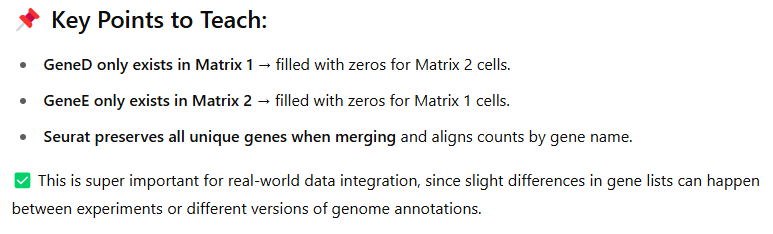 📌 Key Points to Teach:
• GeneD only exists in Matrix 1 → filled with zeros for Matrix 2 cells.
• GeneE only exists in Matrix 2 → filled with zeros for Matrix 1 cells.
• Seurat preserves all unique genes when merging and aligns counts by gene name.
✅ This is super important for real-world data integration, since slight differences in gene lists can happen
between experiments or different versions of genome annotations.